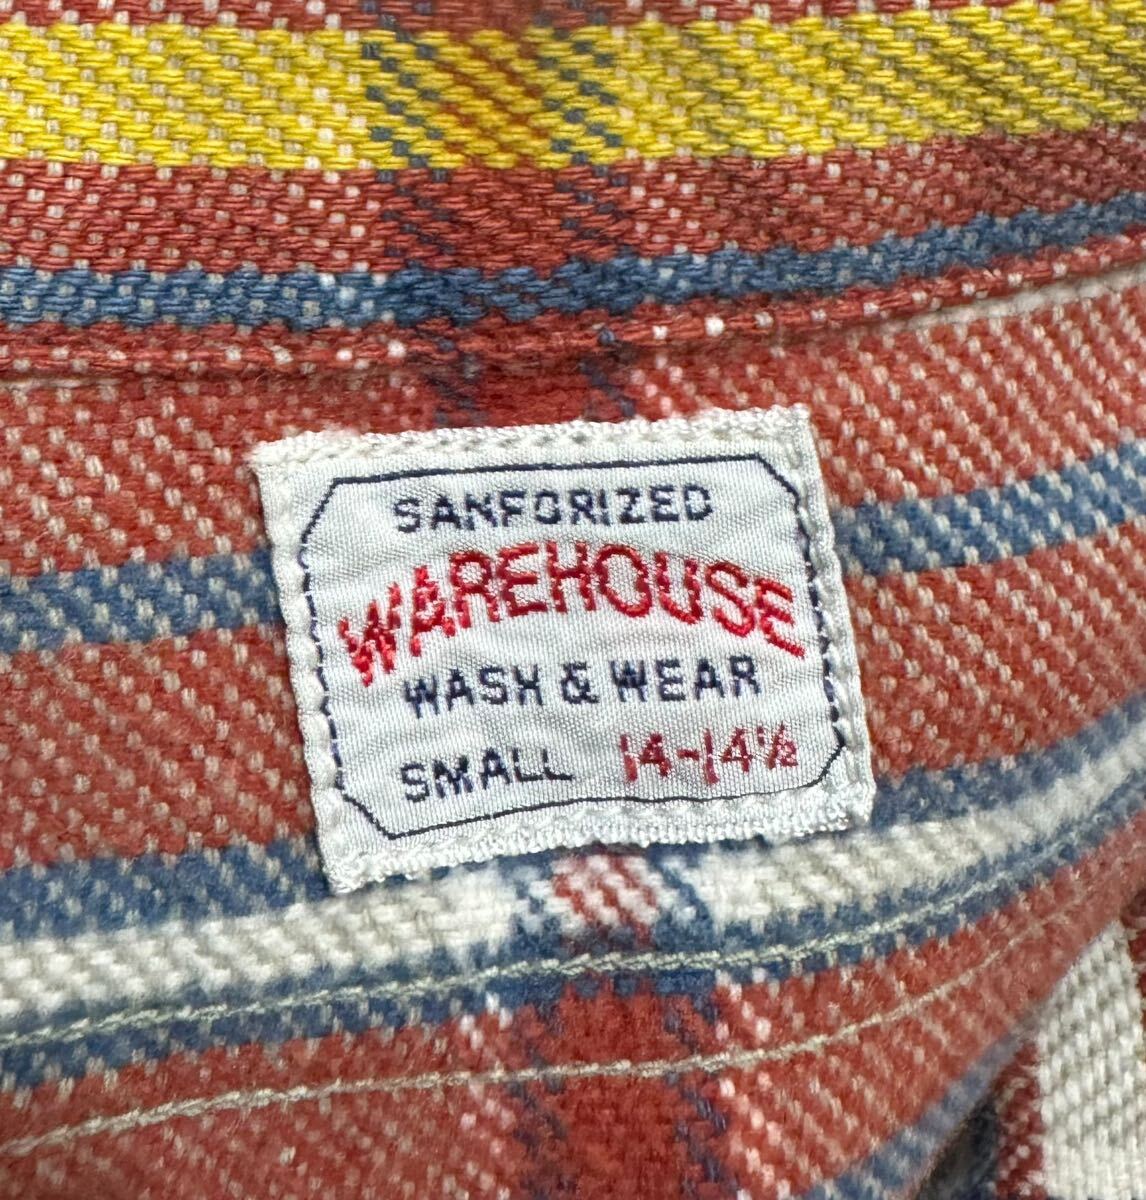 SANFORIZED
WAREHOUSE
WASH & WEAR
SMALL 14-14½